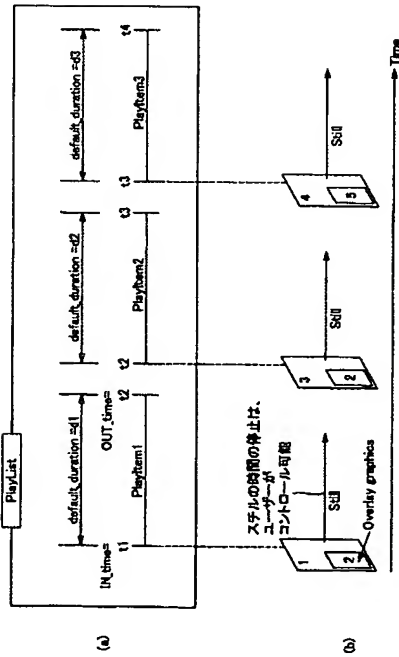 (a)
PlayList
default_duration =d1
default_duration =d2
default_duration =d3
IN_time=
OUT_time=
t1
t2
t2
t3
t3
t4
PlayItem1
PlayItem2
PlayItem3
(b)
ステルの時間の停止は、
ユーザーが
コントロール可能
1
2
Still
3
2
Still
4
5
Still
Overlay graphics
Time